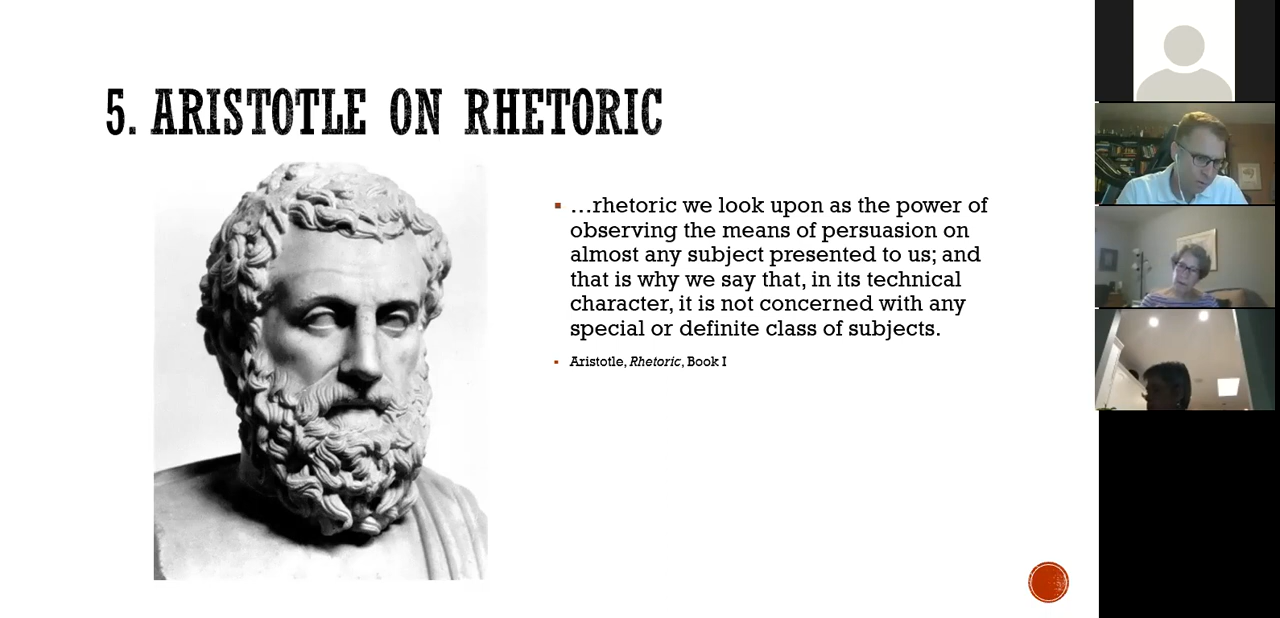 5. ARISTOTLE ON RHETORIC
...rhetoric we look upon as the power of
observing the means of persuasion on
almost any subject presented to us; and
that is why we say that, in its technical
character, it is not concerned with any
special or definite class of subjects.
Aristotle, Rhetoric, Book I